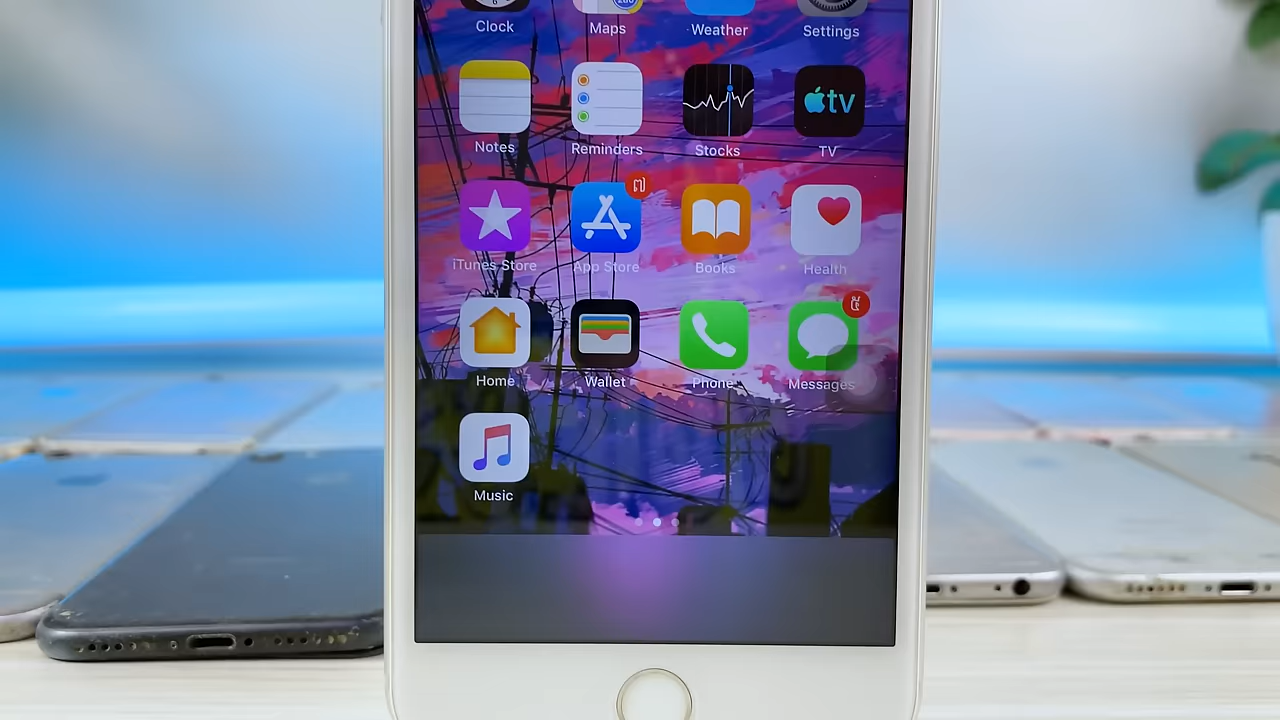 Clock Maps Weather Settings
tv
Notes Reminders Stocks TV
iTunes Store App Store Books Health
Home Wallet Phone Messages
Music